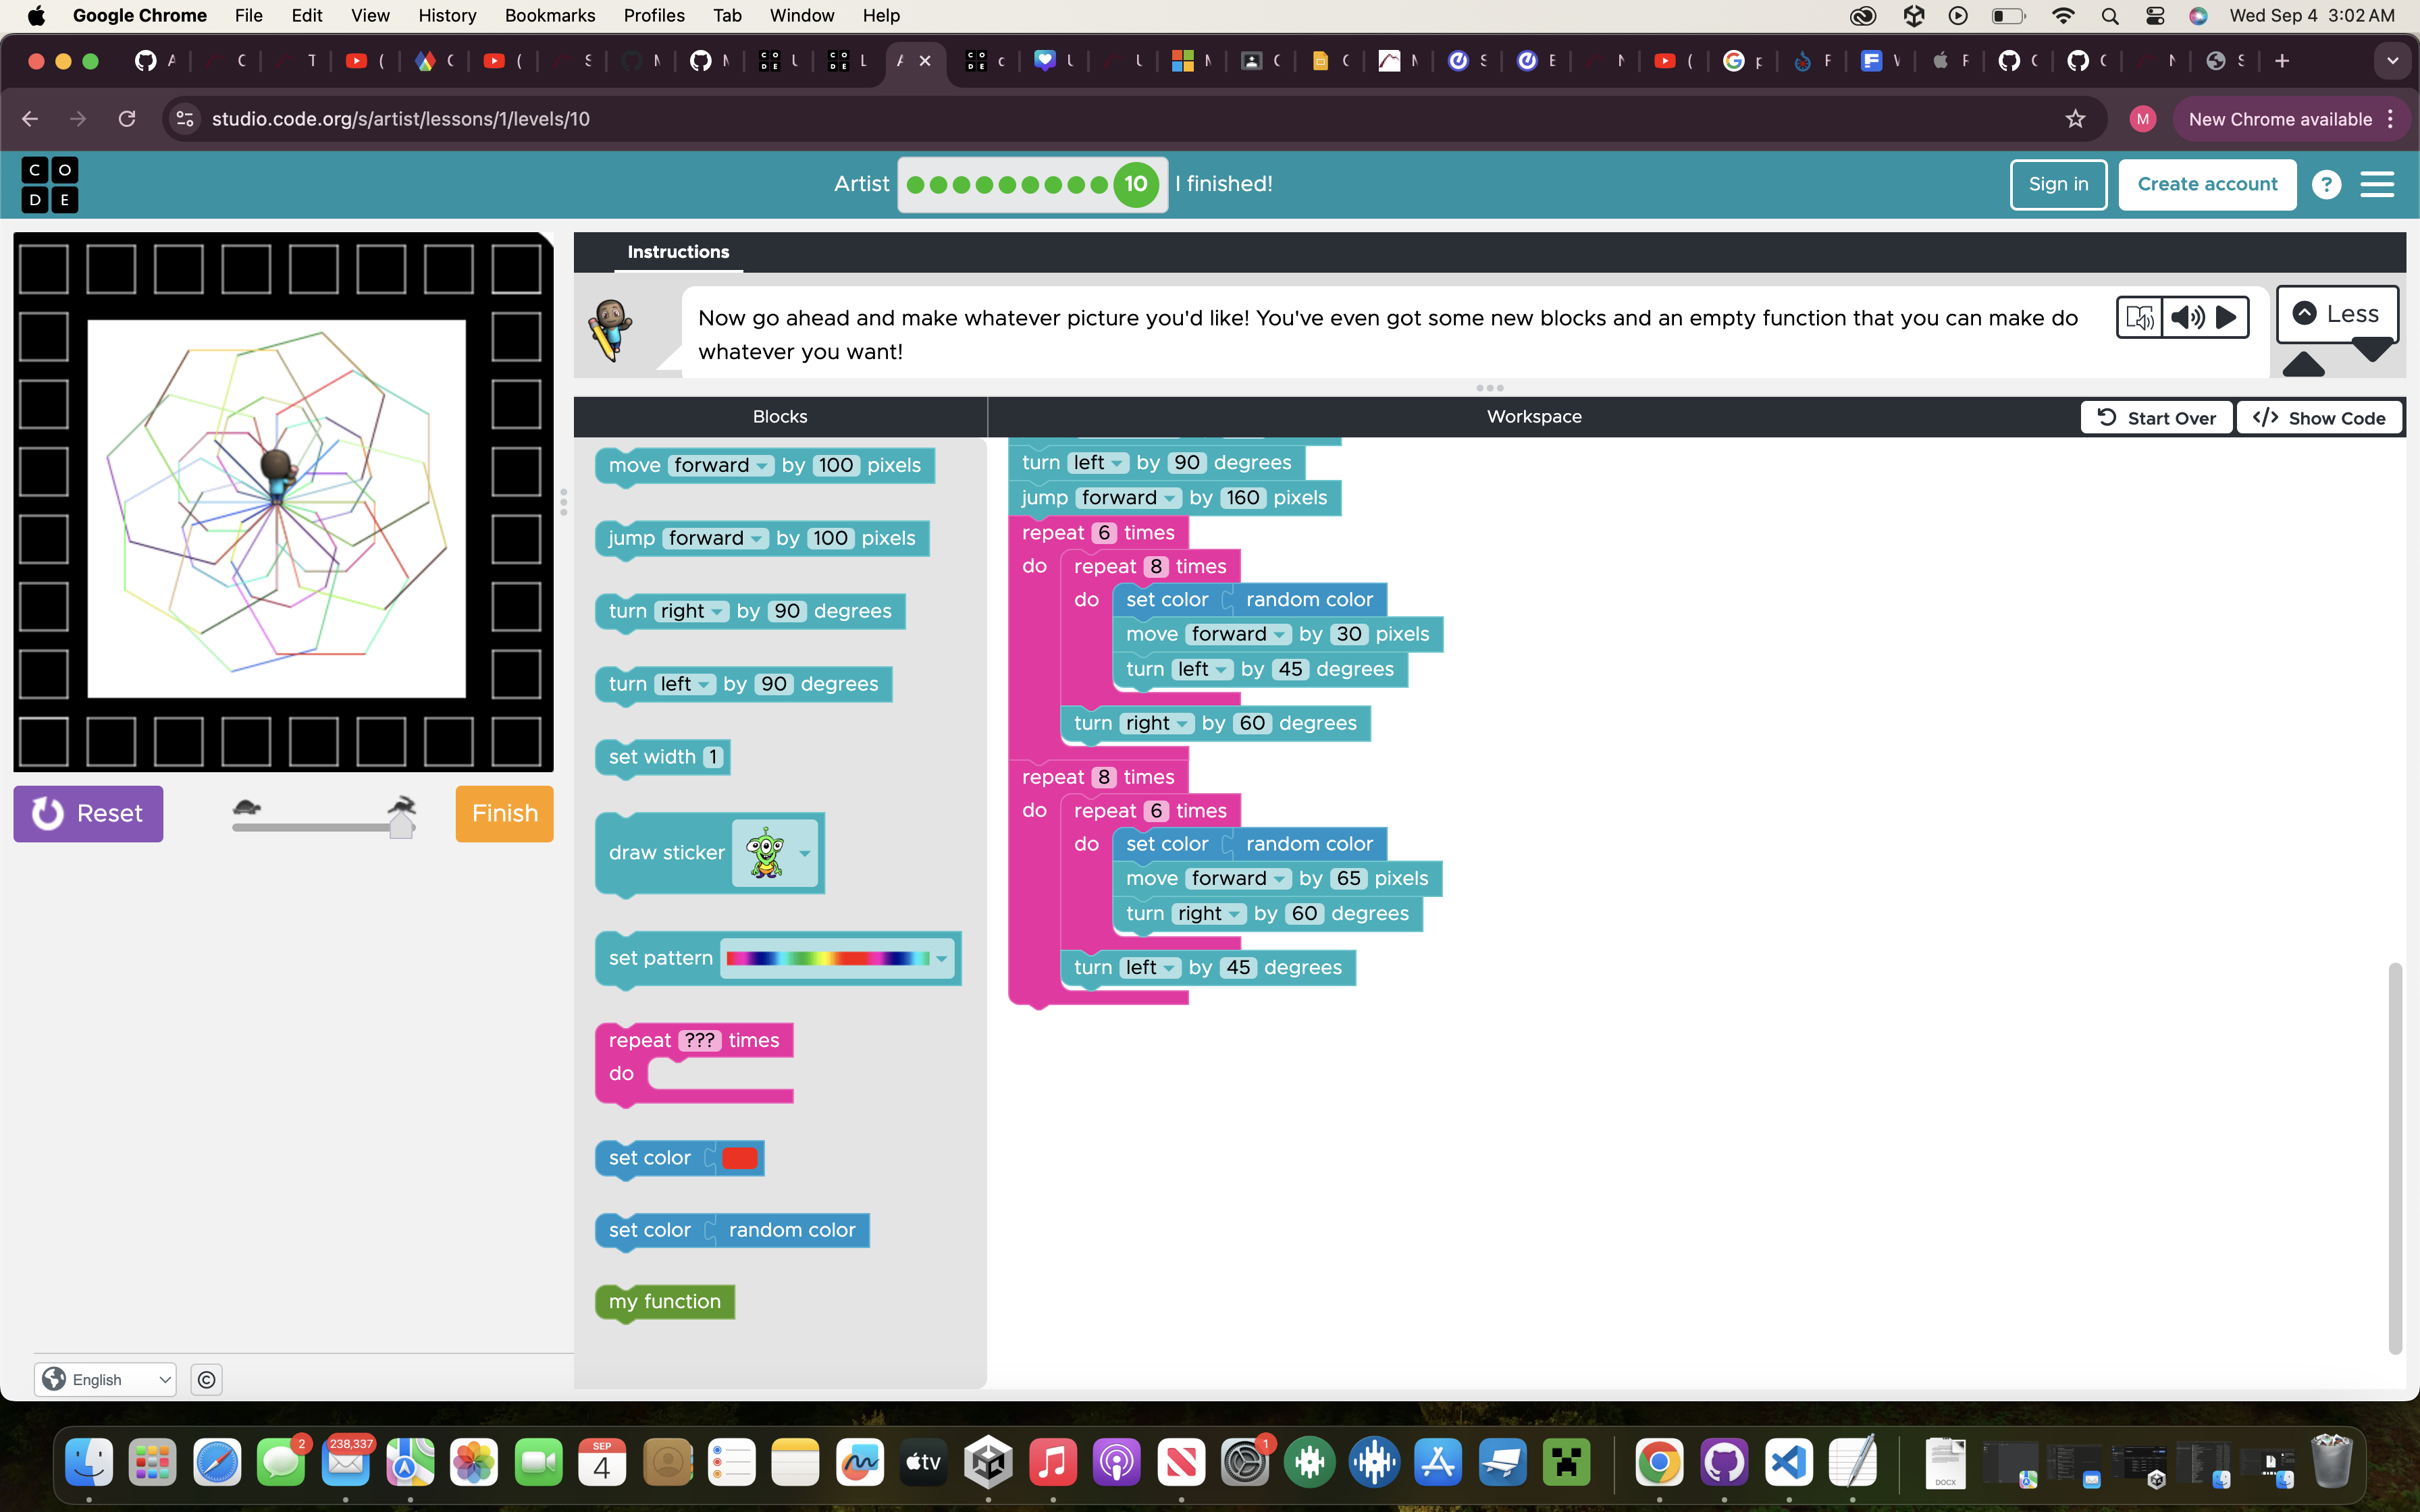 Google Chrome File Edit View History Bookmarks Profiles Tab Window Help Wed Sep 4 3:02 AM
studio.code.org/s/artist/lessons/1/levels/10
M
New Chrome available
C O
D E
Artist
10
I finished!
Sign in
Create account
?
Instructions
Now go ahead and make whatever picture you'd like! You've even got some new blocks and an empty function that you can make do
whatever you want!
Less
Blocks
Workspace
Start Over
</> Show Code
move forward by 100 pixels
jump forward by 100 pixels
turn right by 90 degrees
turn left by 90 degrees
set width 1
draw sticker
set pattern
repeat ??? times
do
set color
set color random color
my function
turn left by 90 degrees
jump forward by 160 pixels
repeat 6 times
do repeat 8 times
do set color random color
move forward by 30 pixels
turn left by 45 degrees
turn right by 60 degrees
repeat 8 times
do repeat 6 times
do set color random color
move forward by 65 pixels
turn right by 60 degrees
turn left by 45 degrees
Reset
Finish
English
©
2
238,337
SEP
4
tv
1
DOCX